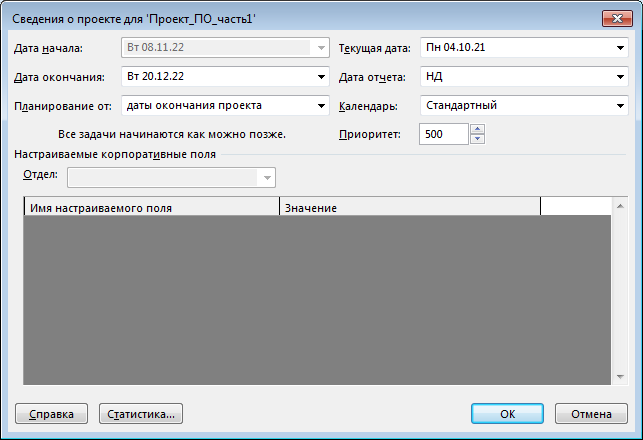 Сведения о проекте для 'Проект_ПО_часть1'
Дата начала: Вт 08.11.22 Текущая дата: Пн 04.10.21
Дата окончания: Вт 20.12.22 Дата отчета: НД
Планирование от: даты окончания проекта Календарь: Стандартный
Все задачи начинаются как можно позже. Приоритет: 500
Настраиваемые корпоративные поля
Отдел:
Имя настраиваемого поля Значение
Справка Статистика... ОК Отмена